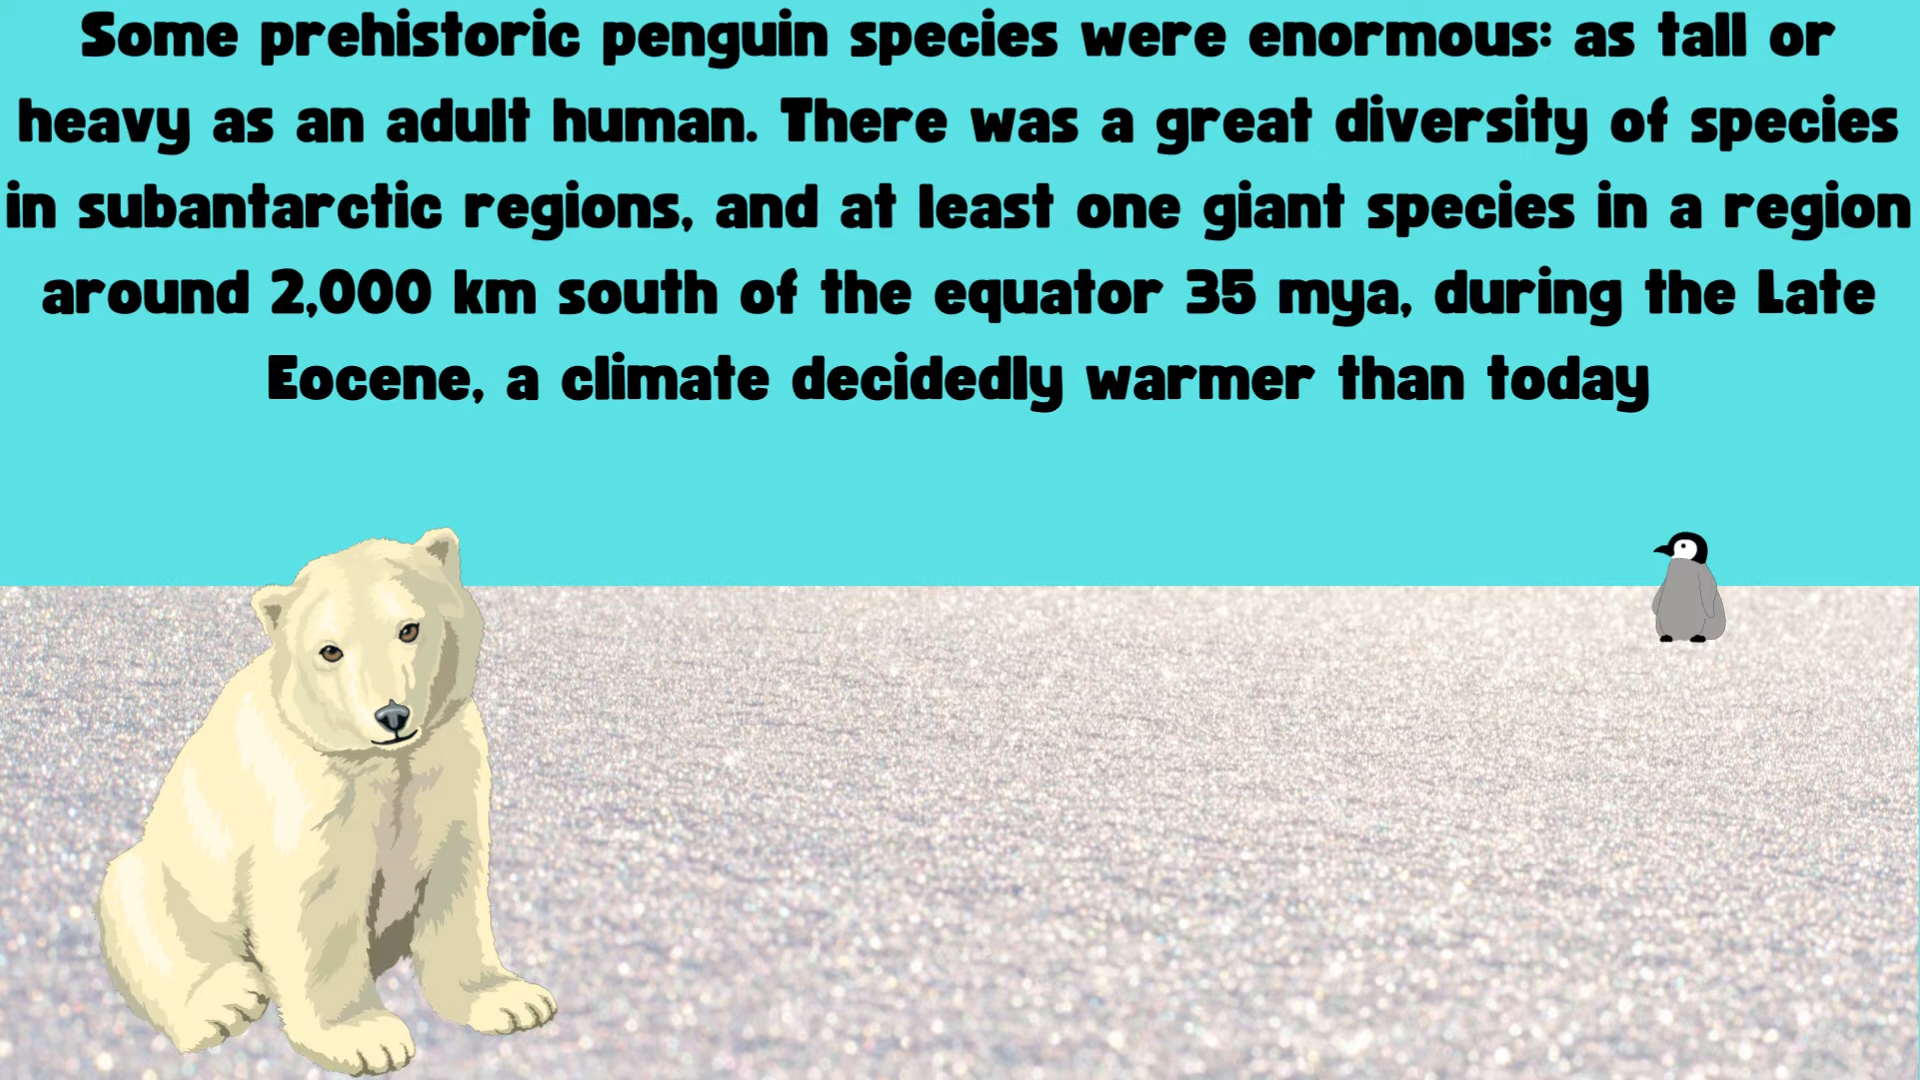 Some prehistoric penguin species were enormous: as tall or
heavy as an adult human. There was a great diversity of species
in subantarctic regions, and at least one giant species in a region
around 2,000 km south of the equator 35 mya, during the Late
Eocene, a climate decidedly warmer than today